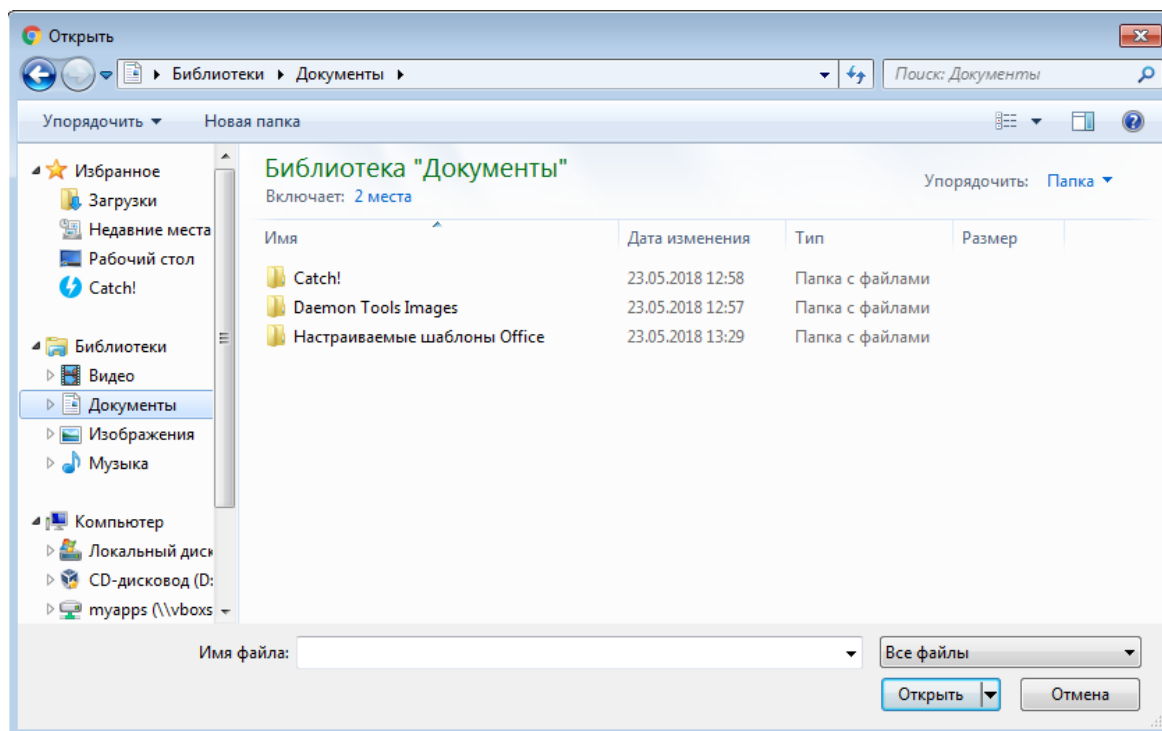 Открыть
Библиотеки Документы
Поиск: Документы
Упорядочить Новая папка
Избранное
Загрузки
Недавние места
Рабочий стол
Catch!
Библиотеки
Видео
Документы
Изображения
Музыка
Компьютер
Локальный диск
CD-дисковод (D:
myapps (\\vboxs
Библиотека "Документы"
Включает: 2 места
Упорядочить: Папка
Имя Дата изменения Тип Размер
Catch! 23.05.2018 12:58 Папка с файлами
Daemon Tools Images 23.05.2018 12:57 Папка с файлами
Настраиваемые шаблоны Office 23.05.2018 13:29 Папка с файлами
Имя файла: Все файлы
Открыть Отмена